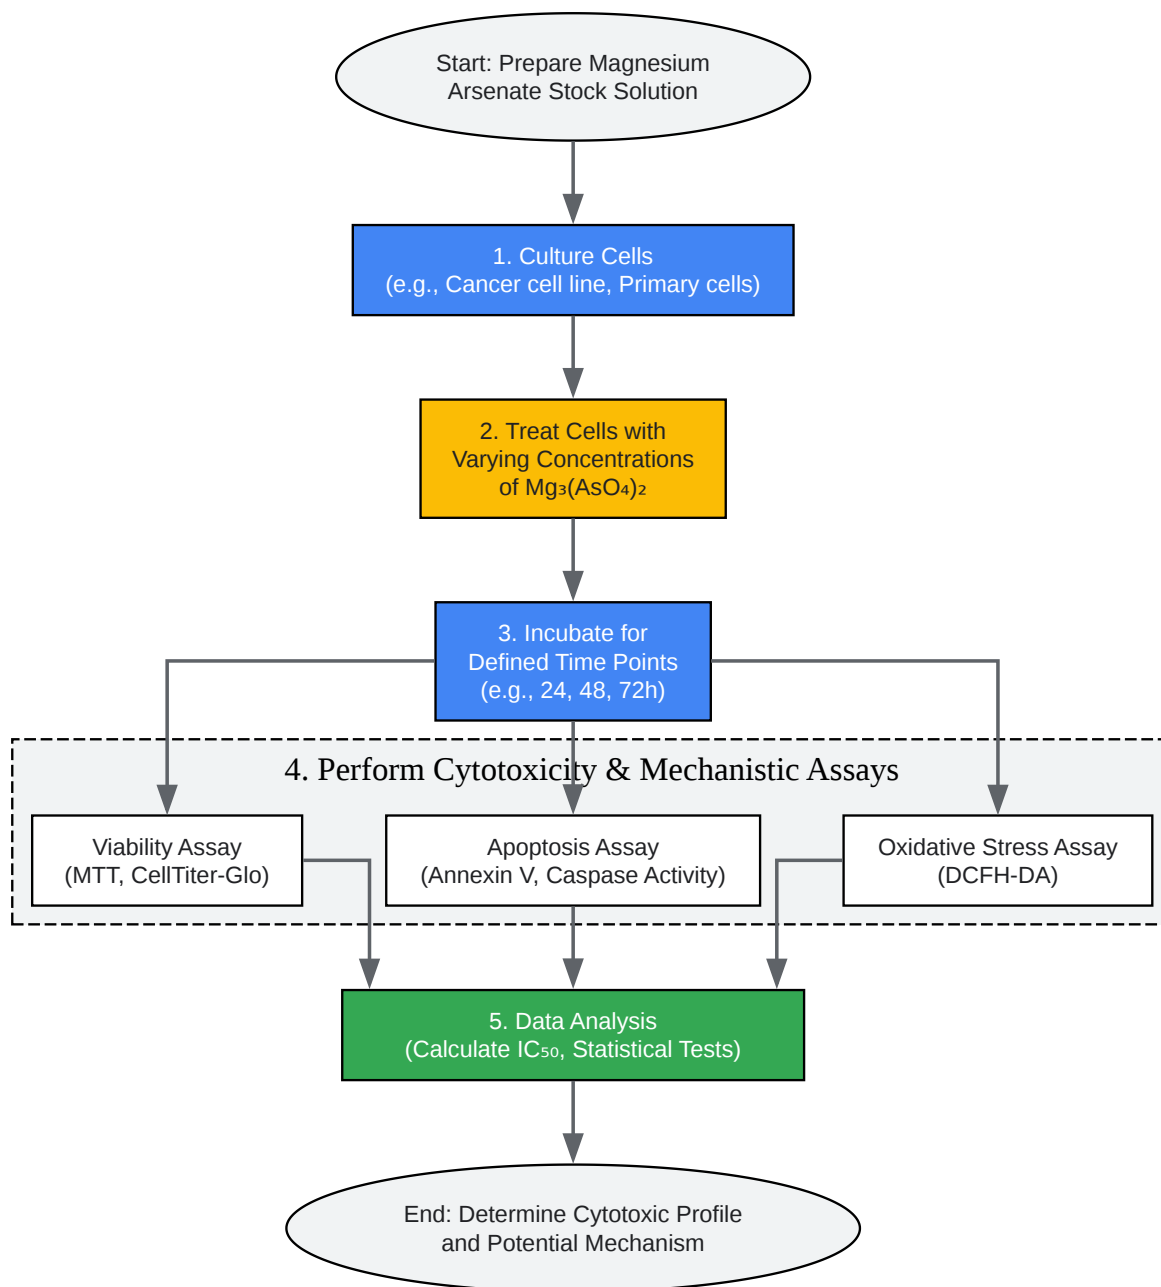 Start: Prepare Magnesium
Arsenate Stock Solution
1. Culture Cells
(e.g., Cancer cell line, Primary cells)
2. Treat Cells with
Varying Concentrations
of Mg₃(AsO₄)₂
3. Incubate for
Defined Time Points
(e.g., 24, 48, 72h)
4. Perform Cytotoxicity & Mechanistic Assays
Viability Assay
(MTT, CellTiter-Glo)
Apoptosis Assay
(Annexin V, Caspase Activity)
Oxidative Stress Assay
(DCFH-DA)
5. Data Analysis
(Calculate IC₅₀, Statistical Tests)
End: Determine Cytotoxic Profile
and Potential Mechanism